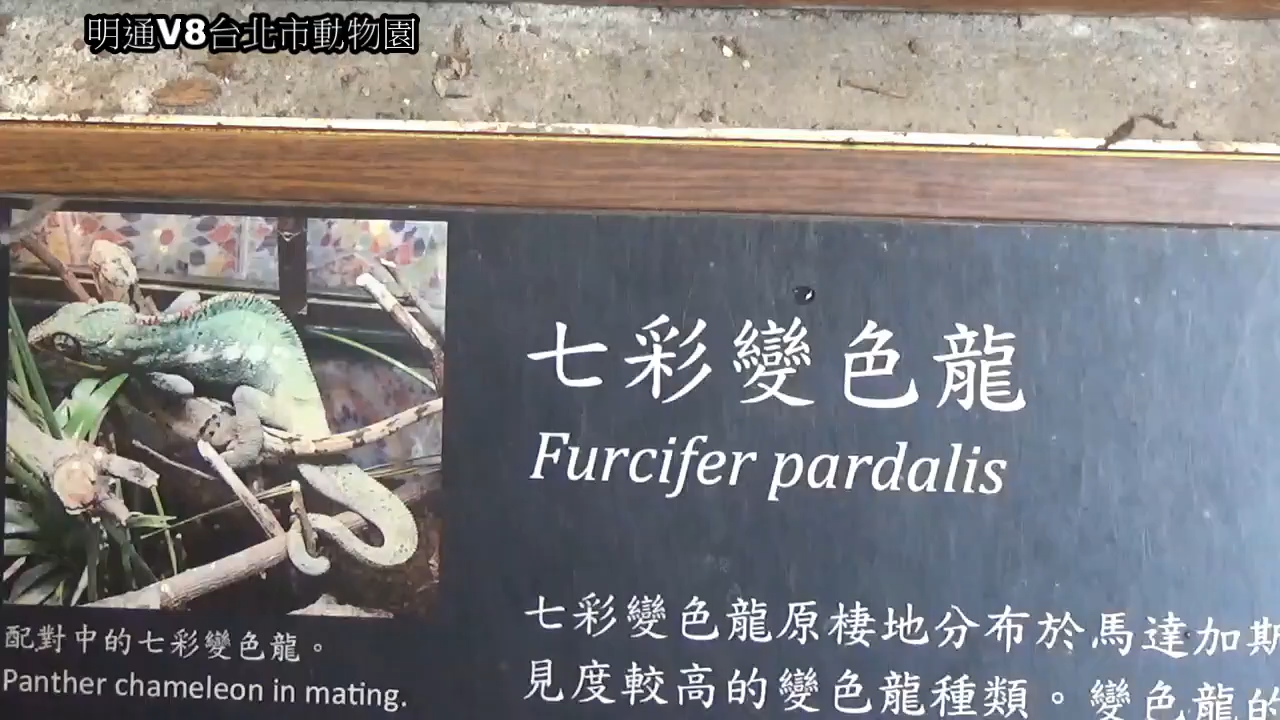 明通V8台北市動物園
七彩變色龍
Furcifer pardalis
七彩變色龍原棲地分布於馬達加斯
見度較高的變色龍種類。變色龍的
配對中的七彩變色龍。
Panther chameleon in mating.